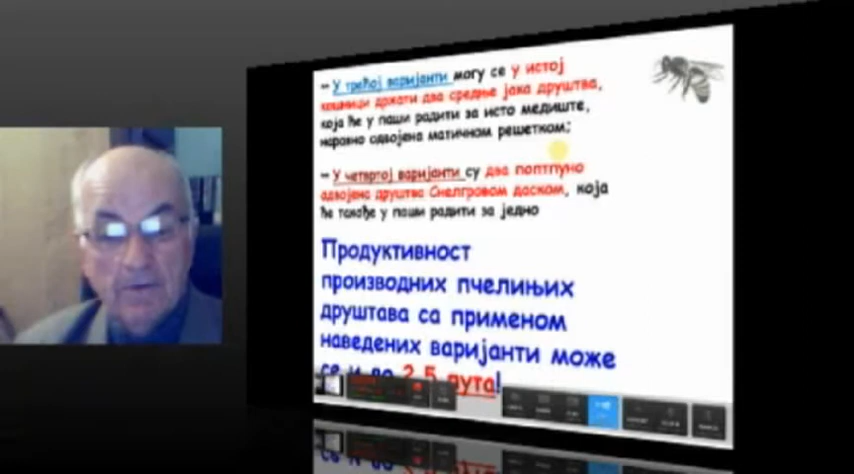 – У трећој варијанти могу се у истој
кошници држати два средње јака друштва,
која ће у паши радити за исто медиште,
наравно одвојена матичном решетком;
– У четвртој варијанти су два поптпуно
одвојена друштва Снелгровом даском, која
ће такође у паши радити за једно
Продуктивност
производних пчелињих
друштава са применом
наведених варијанти може
се и до 2,5 пута!